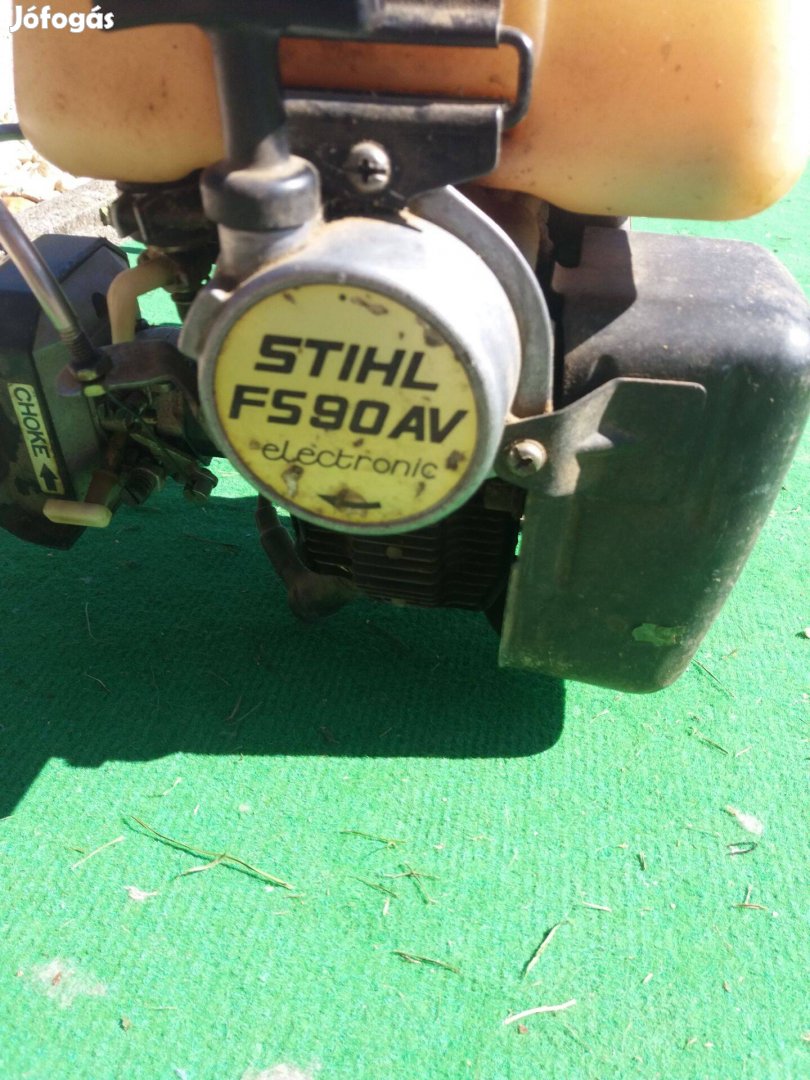 Jófogás
STIHL
FS90AV
electronic
CHOKE